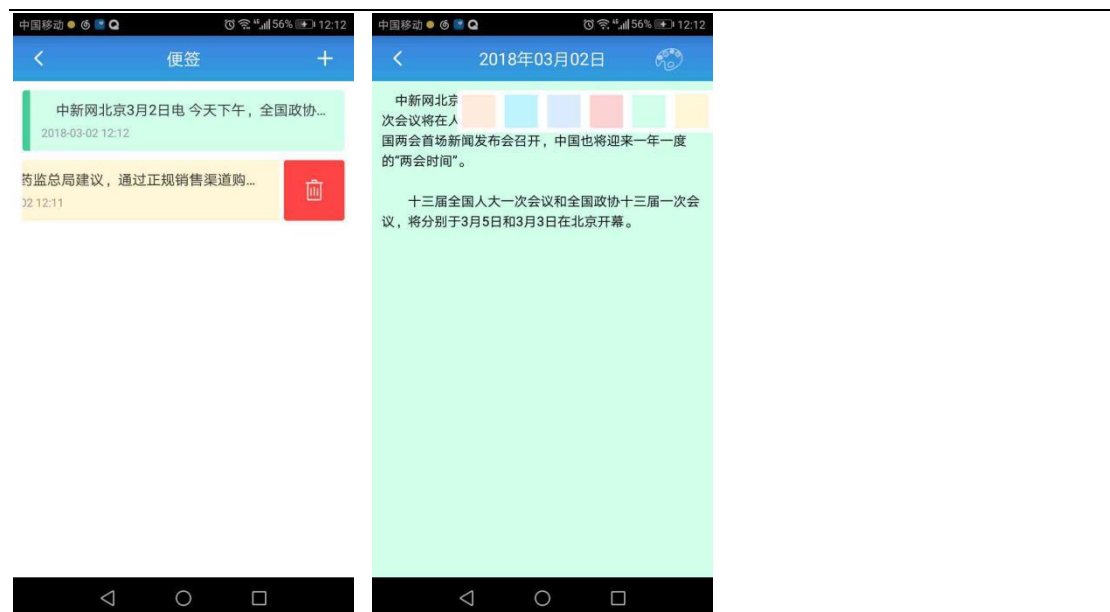 中国移动 56% 12:12
便签
中新网北京3月2日电 今天下午，全国政协...
2018-03-02 12:12
药监总局建议，通过正规销售渠道购...
02 12:11
中国移动 56% 12:12
2018年03月02日
中新网北京
次会议将在人
国两会首场新闻发布会召开，中国也将迎来一年一度
的“两会时间”。
十三届全国人大一次会议和全国政协十三届一次会
议，将分别于3月5日和3月3日在北京开幕。